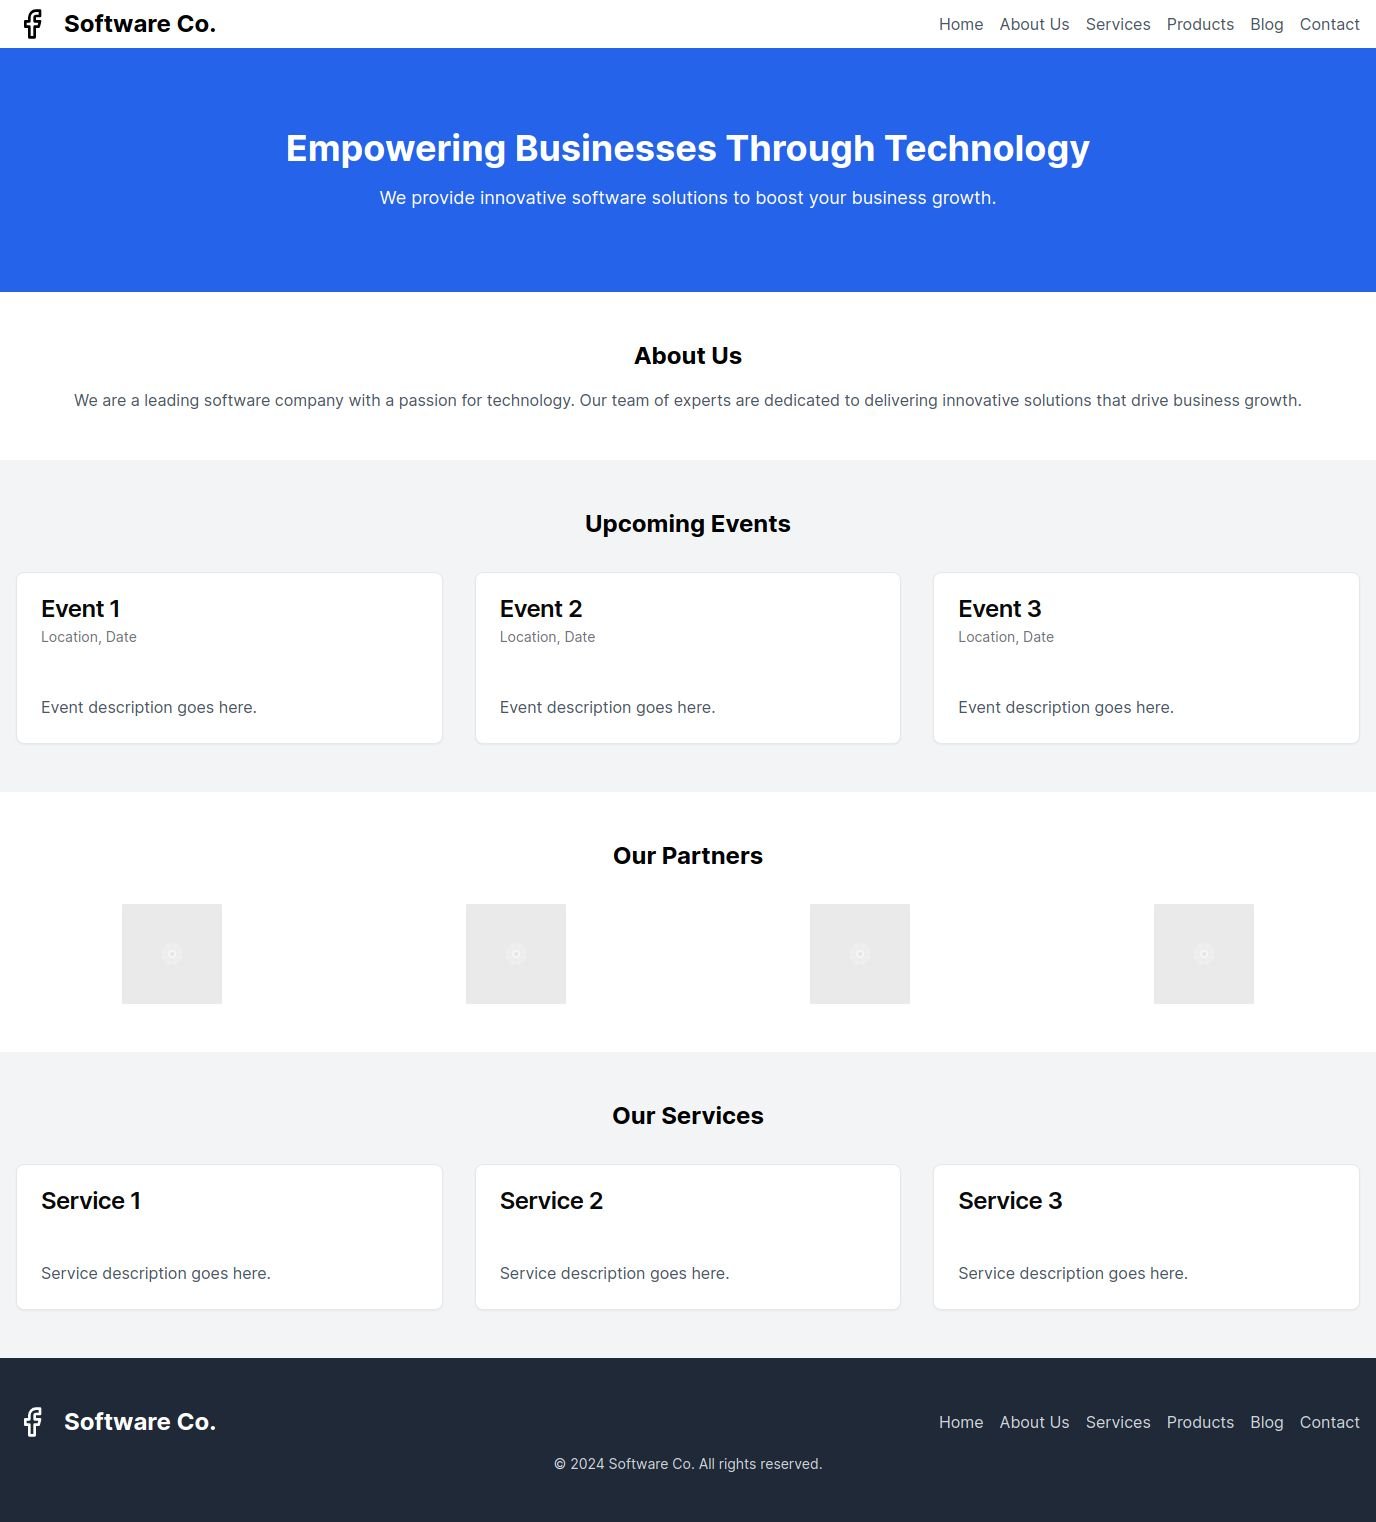 Software Co.
Home About Us Services Products Blog Contact
Empowering Businesses Through Technology
We provide innovative software solutions to boost your business growth.
About Us
We are a leading software company with a passion for technology. Our team of experts are dedicated to delivering innovative solutions that drive business growth.
Upcoming Events
Event 1
Location, Date
Event description goes here.
Event 2
Location, Date
Event description goes here.
Event 3
Location, Date
Event description goes here.
Our Partners
Our Services
Service 1
Service description goes here.
Service 2
Service description goes here.
Service 3
Service description goes here.
Software Co.
Home About Us Services Products Blog Contact
© 2024 Software Co. All rights reserved.